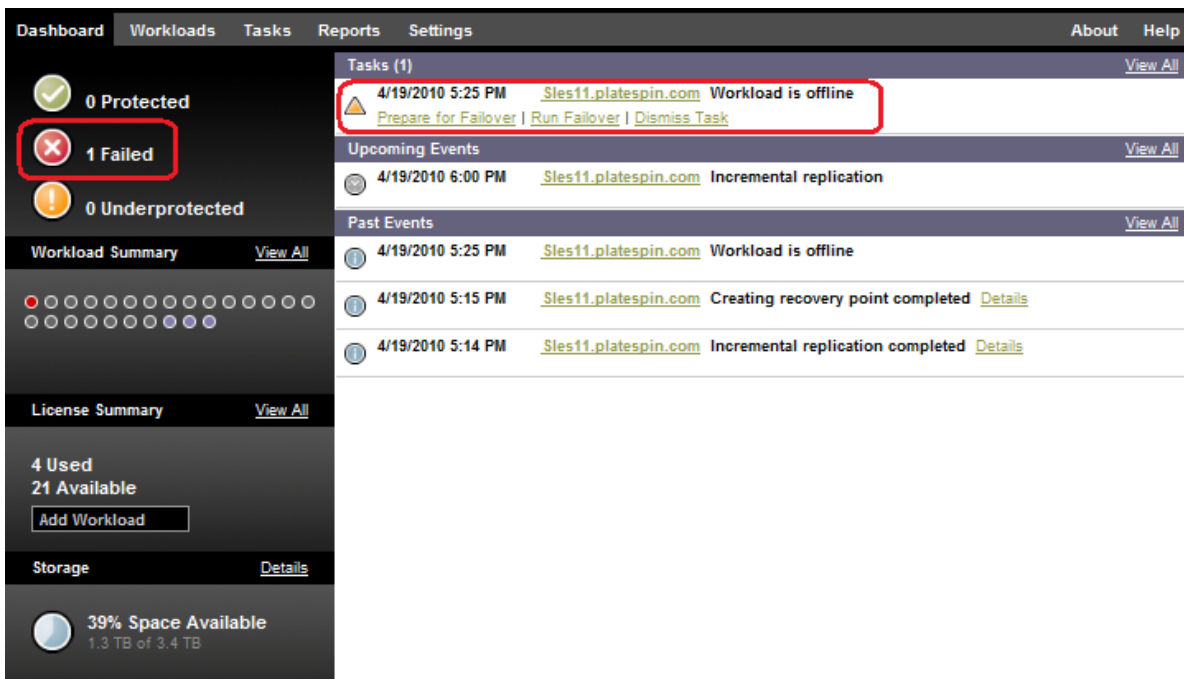 Dashboard Workloads Tasks Reports Settings About Help
0 Protected
1 Failed
0 Underprotected
Workload Summary View All
License Summary View All
4 Used
21 Available
Add Workload
Storage Details
39% Space Available
1.3 TB of 3.4 TB
Tasks (1) View All
4/19/2010 5:25 PM Sles11.platespin.com Workload is offline
Prepare for Failover | Run Failover | Dismiss Task
Upcoming Events View All
4/19/2010 6:00 PM Sles11.platespin.com Incremental replication
Past Events View All
4/19/2010 5:25 PM Sles11.platespin.com Workload is offline
4/19/2010 5:15 PM Sles11.platespin.com Creating recovery point completed Details
4/19/2010 5:14 PM Sles11.platespin.com Incremental replication completed Details